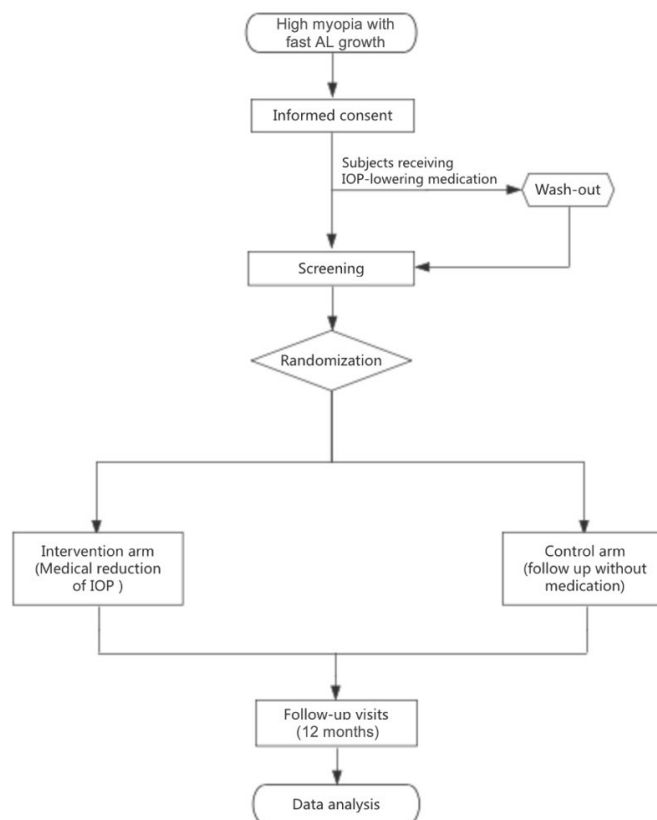 High myopia with
fast AL growth
Informed consent
Subjects receiving
IOP-lowering medication
Wash-out
Screening
Randomization
Intervention arm
(Medical reduction
of IOP )
Control arm
(follow up without
medication)
Follow-up visits
(12 months)
Data analysis